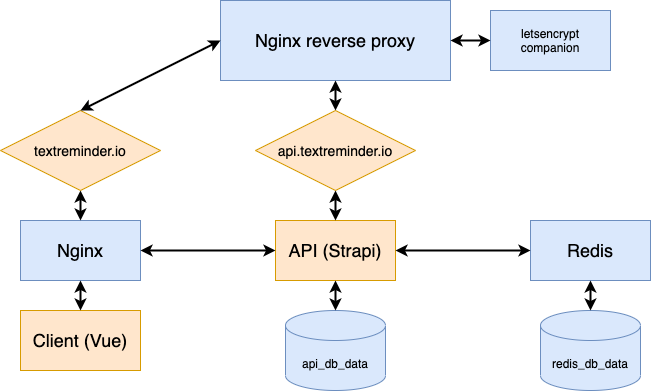 Nginx reverse proxy
letsencrypt
companion
textreminder.io
api.textreminder.io
Nginx
API (Strapi)
Redis
Client (Vue)
api_db_data
redis_db_data